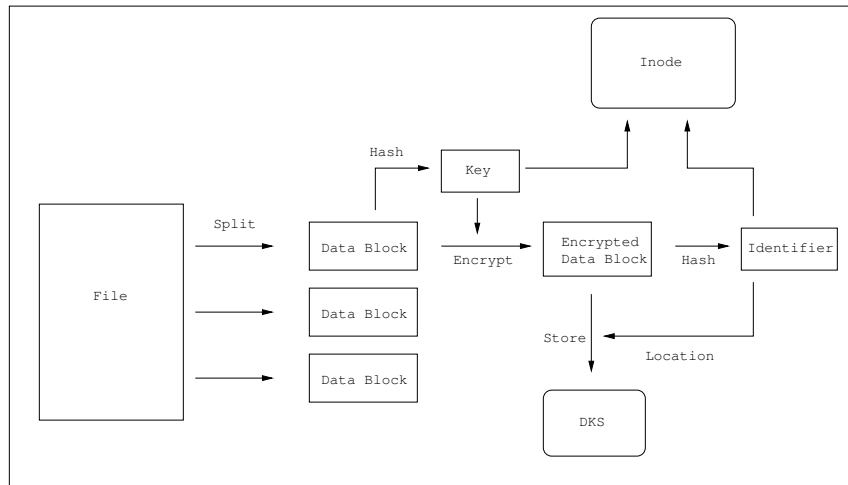 Inode
Hash
Key
Split
Data Block
Encrypt
Encrypted
Data Block
Hash
Identifier
File
Data Block
Store
Location
Data Block
DKS